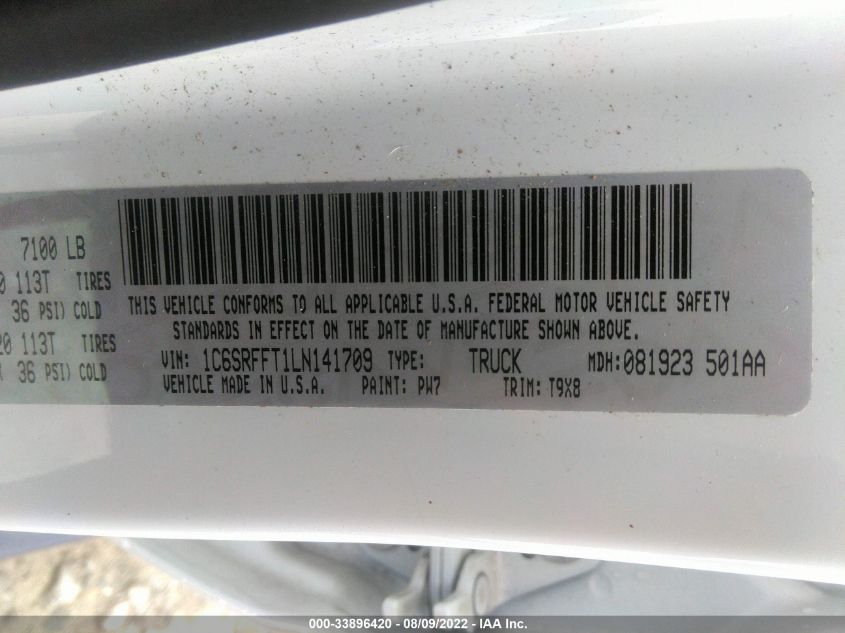 7100 LB
0 113T TIRES
36 PSI) COLD
20 113T TIRES
36 PSI) COLD
THIS VEHICLE CONFORMS TO ALL APPLICABLE U.S.A. FEDERAL MOTOR VEHICLE SAFETY
STANDARDS IN EFFECT ON THE DATE OF MANUFACTURE SHOWN ABOVE.
VIN: 1C6SRFFT1LN141709 TYPE: TRUCK MDH:081923 501AA
VEHICLE MADE IN U.S.A. PAINT: PW7 TRIM: T9X8
000-33896420 - 08/09/2022 - IAA Inc.